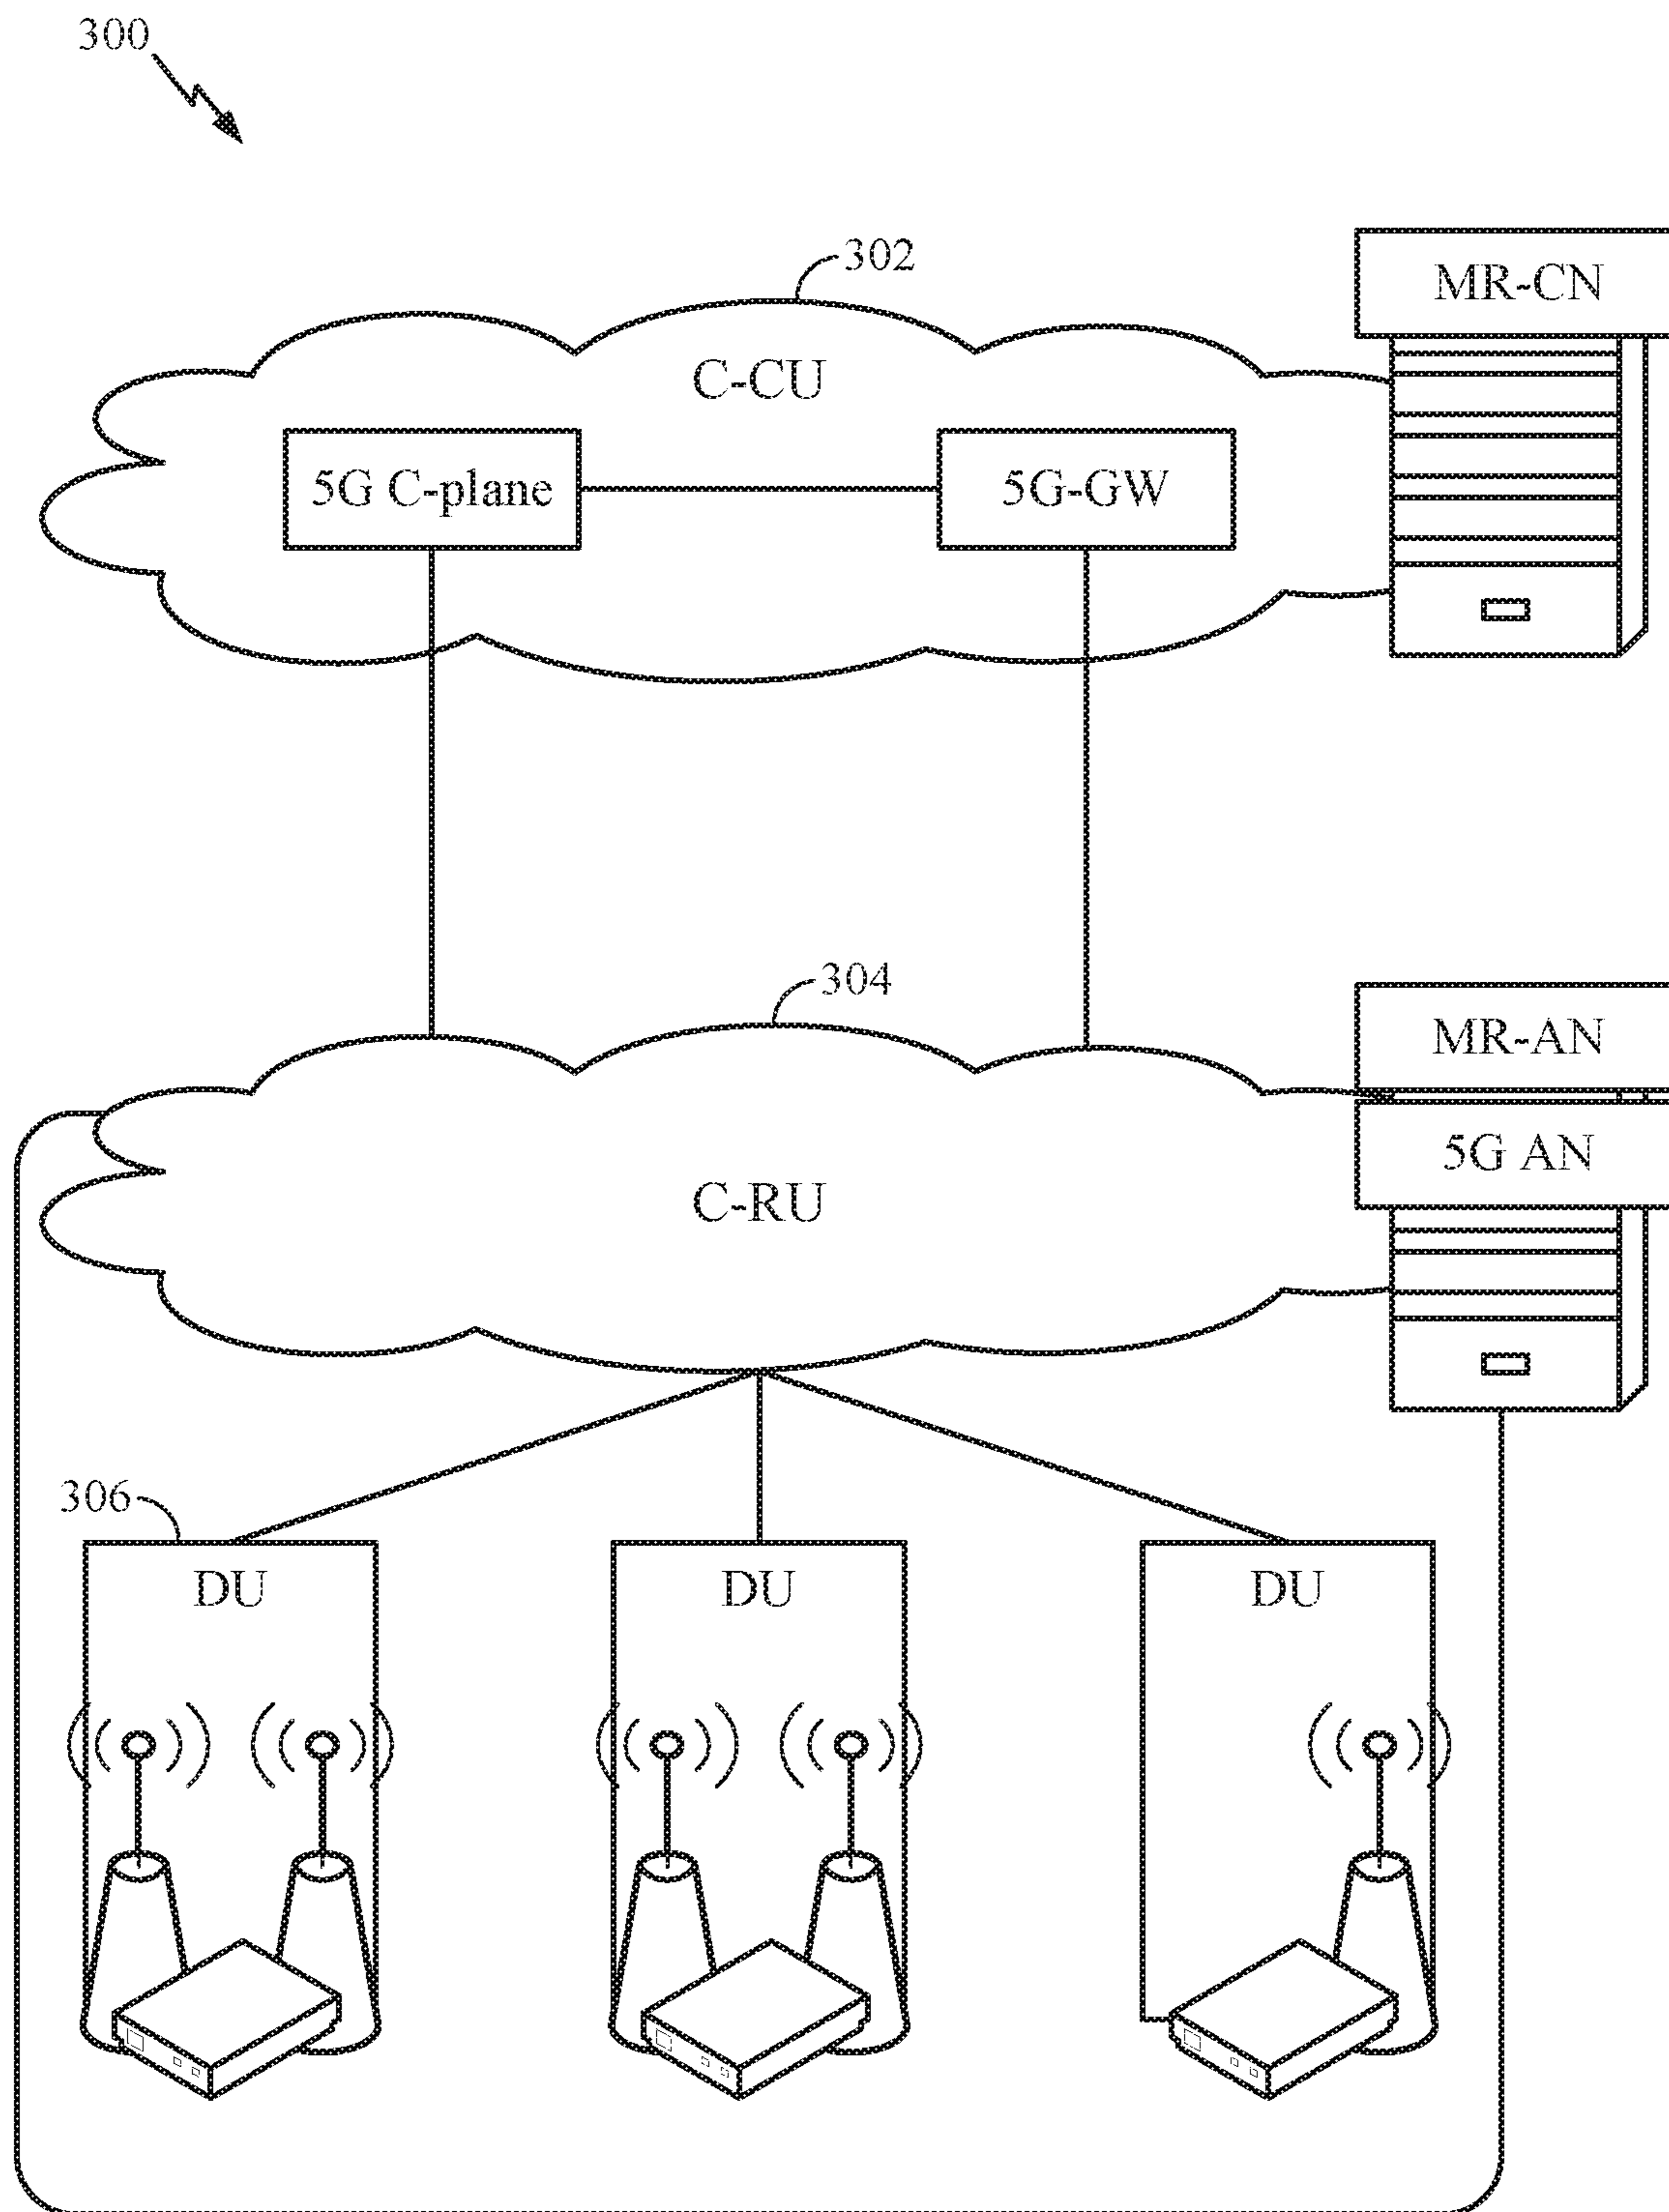 300
302
MR-CN
C-CU
5G C-plane
5G-GW
304
MR-AN
5G AN
C-RU
306
DU
DU
DU